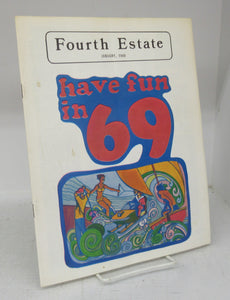 Fourth Estate
JANUARY, 1969
have fun
in 69